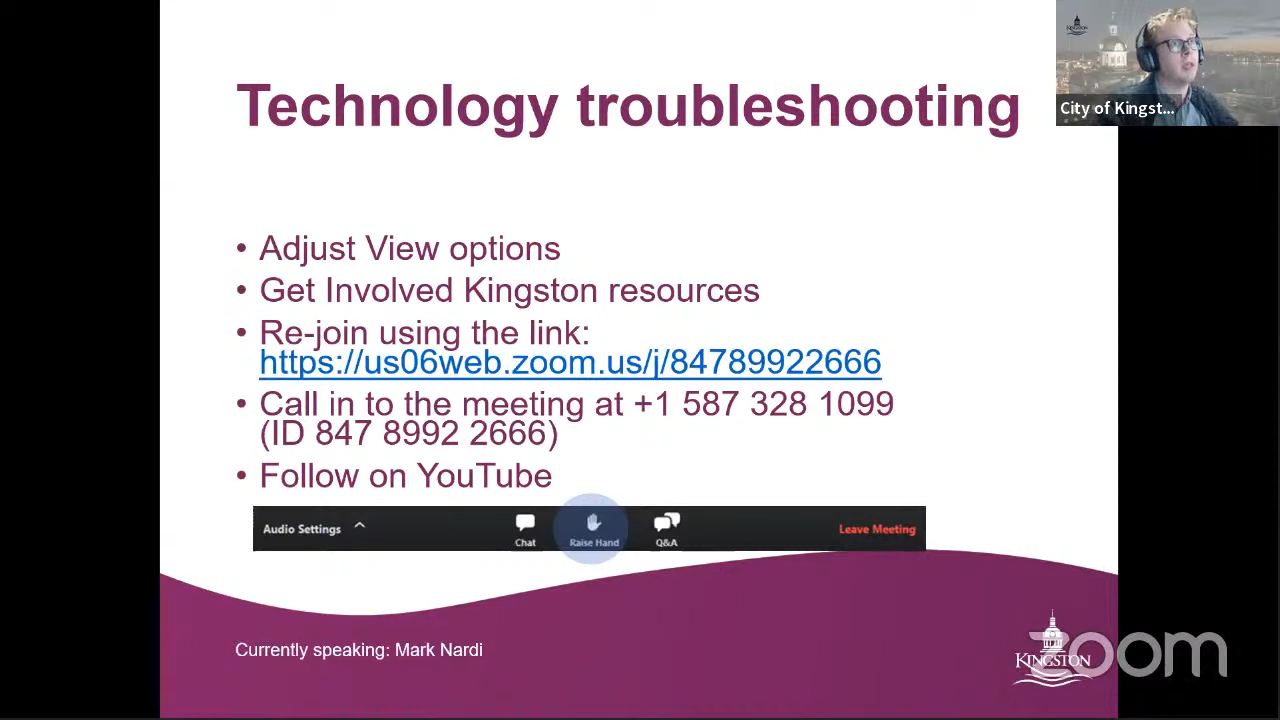 Technology troubleshooting
KINGSTON
City of Kingst...
• Adjust View options
• Get Involved Kingston resources
• Re-join using the link:
https://us06web.zoom.us/j/84789922666
• Call in to the meeting at +1 587 328 1099
(ID 847 8992 2666)
• Follow on YouTube
Audio Settings
Chat
Raise Hand
Q&A
Leave Meeting
Currently speaking: Mark Nardi
KINGSTON
zoom